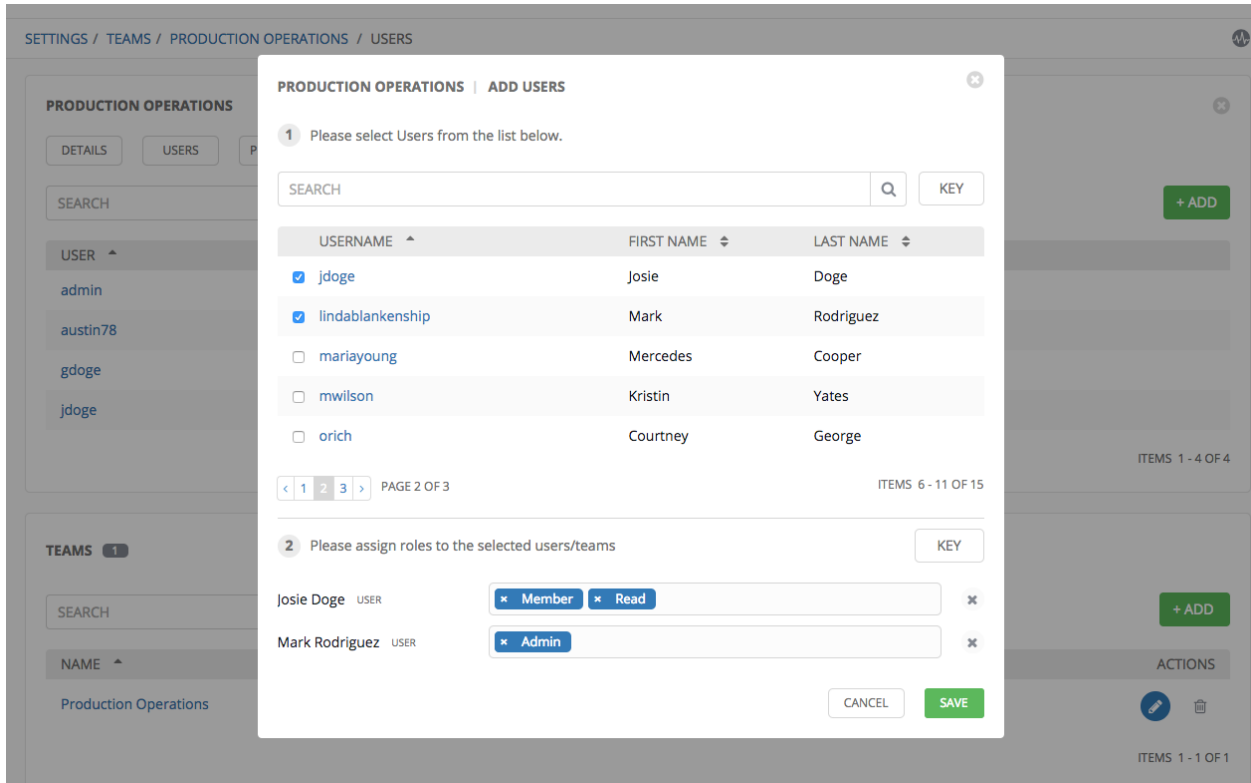 SETTINGS / TEAMS / PRODUCTION OPERATIONS / USERS
PRODUCTION OPERATIONS
DETAILS USERS P
SEARCH
+ ADD
USER
admin
austin78
gdoge
jdoge
ITEMS 1 - 4 OF 4
PRODUCTION OPERATIONS | ADD USERS
1 Please select Users from the list below.
SEARCH KEY
USERNAME FIRST NAME LAST NAME
jdoge Josie Doge
lindablankenship Mark Rodriguez
mariayoung Mercedes Cooper
mwilson Kristin Yates
orich Courtney George
< 1 2 3 > PAGE 2 OF 3 ITEMS 6 - 11 OF 15
2 Please assign roles to the selected users/teams KEY
Josie Doge USER × Member × Read ×
Mark Rodriguez USER × Admin ×
CANCEL SAVE
TEAMS 1
SEARCH
+ ADD
NAME ACTIONS
Production Operations
ITEMS 1 - 1 OF 1